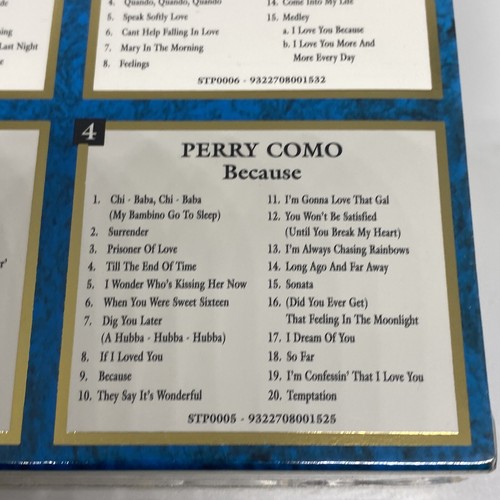 4. Quando, Quando, Quando
5. Speak Softly Love
6. Cant Help Falling In Love
7. Mary In The Morning
8. Feelings
14. Come Into My Life
15. Medley
a. I Love You Because
b. I Love You More And
More Every Day
STP0006 - 9322708001532
Last Night
4
PERRY COMO
Because
1. Chi - Baba, Chi - Baba
(My Bambino Go To Sleep)
2. Surrender
3. Prisoner Of Love
4. Till The End Of Time
5. I Wonder Who's Kissing Her Now
6. When You Were Sweet Sixteen
7. Dig You Later
(A Hubba - Hubba - Hubba)
8. If I Loved You
9. Because
10. They Say It's Wonderful
11. I'm Gonna Love That Gal
12. You Won't Be Satisfied
(Until You Break My Heart)
13. I'm Always Chasing Rainbows
14. Long Ago And Far Away
15. Sonata
16. (Did You Ever Get)
That Feeling In The Moonlight
17. I Dream Of You
18. So Far
19. I'm Confessin' That I Love You
20. Temptation
STP0005 - 9322708001525